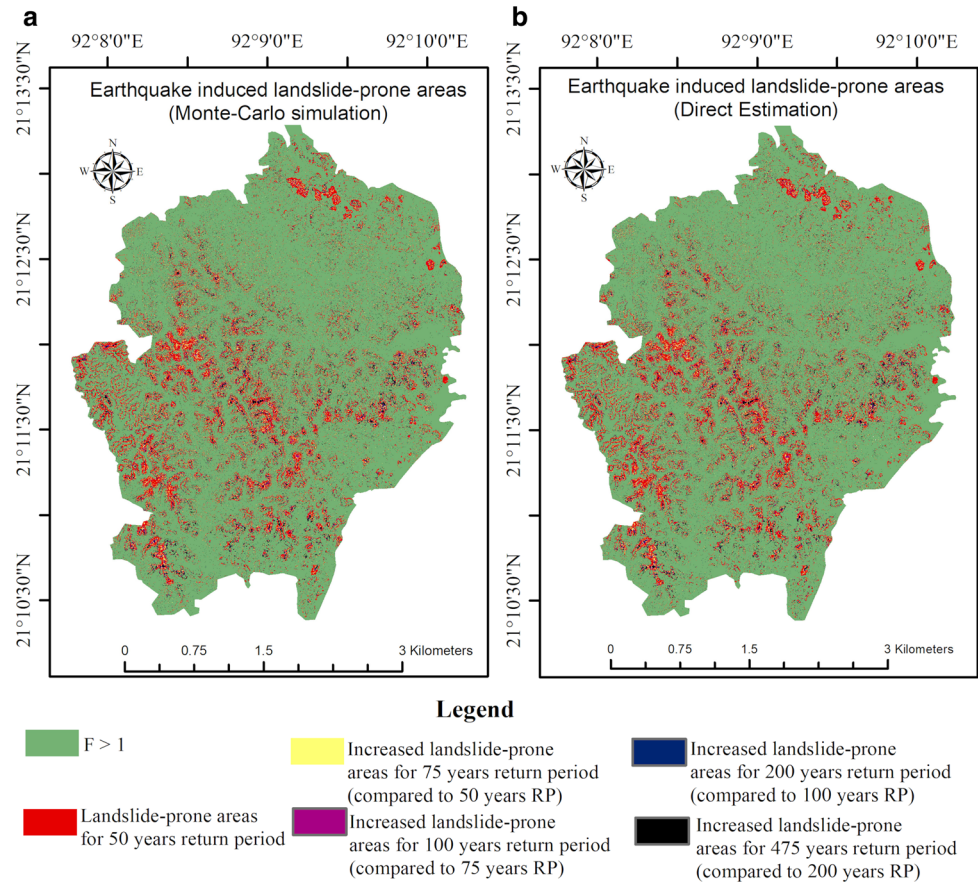 a
b
92°8'0"E 92°9'0"E 92°10'0"E
92°8'0"E 92°9'0"E 92°10'0"E
Earthquake induced landslide-prone areas
(Monte-Carlo simulation)
Earthquake induced landslide-prone areas
(Direct Estimation)
N
W E
S
N
W E
S
21°13'30"N
21°12'30"N
21°11'30"N
21°10'30"N
21°13'30"N
21°12'30"N
21°11'30"N
21°10'30"N
0 0.75 1.5 3 Kilometers
0 0.75 1.5 3 Kilometers
Legend
F > 1
Landslide-prone areas
for 50 years return period
Increased landslide-prone
areas for 75 years return period
(compared to 50 years RP)
Increased landslide-prone
areas for 100 years return period
(compared to 75 years RP)
Increased landslide-prone
areas for 200 years return period
(compared to 100 years RP)
Increased landslide-prone
areas for 475 years return period
(compared to 200 years RP)